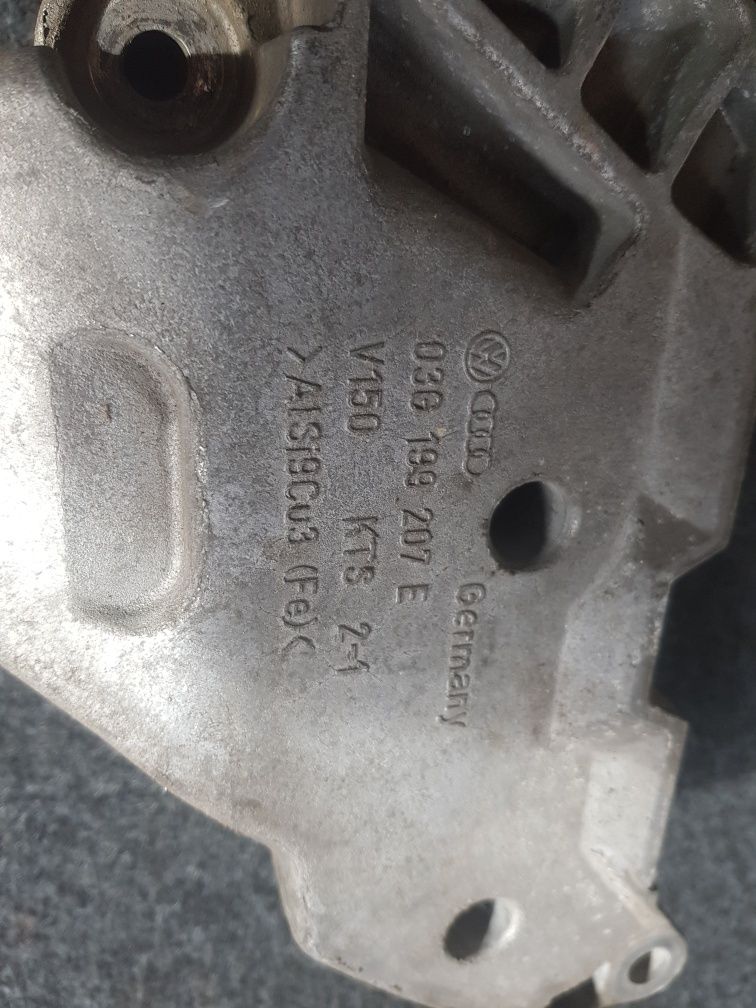 Germany
03G 199 207 E
V150 KTS 2-1
>AlSi9Cu3 (Fe)<